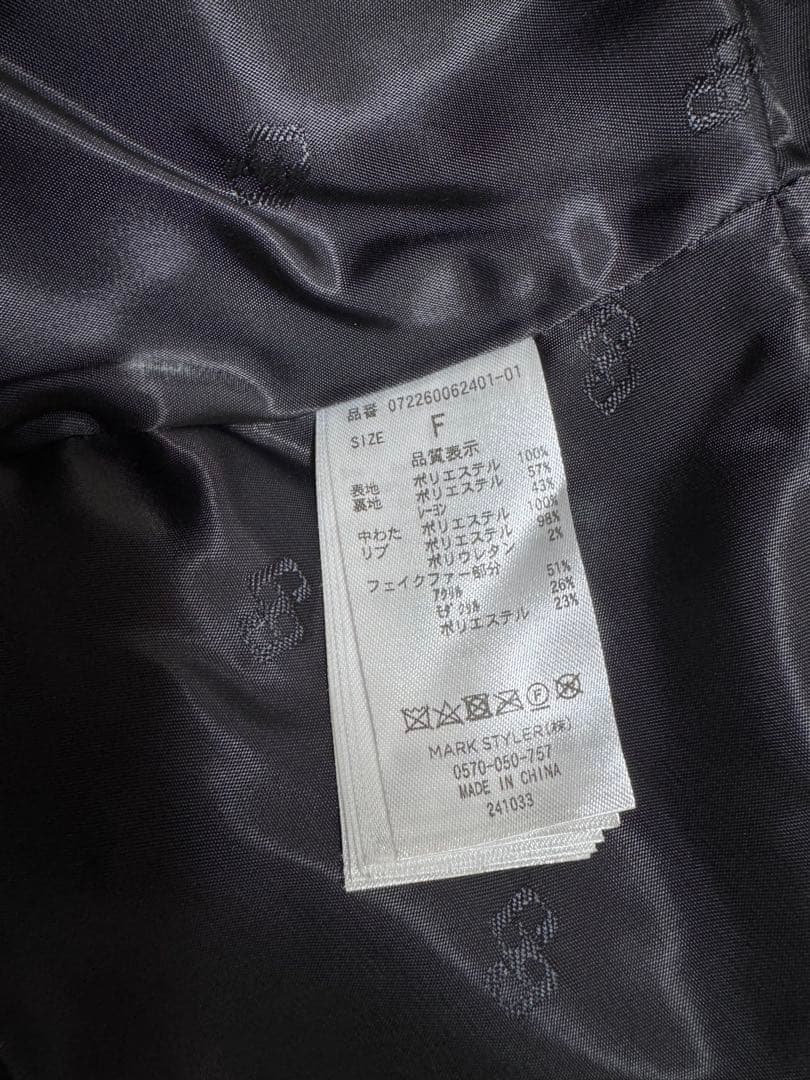 品番 072260062401-01
SIZE F
品質表示
表地 ポリエステル 100%
裏地 ポリエステル 57%
レーヨン 43%
中わた ポリエステル 100%
リブ ポリエステル 98%
ポリウレタン 2%
フェイクファー部分
アクリル 51%
モダクリル 26%
ポリエステル 23%
F
MARK STYLER(株)
0570-050-757
MADE IN CHINA
241033